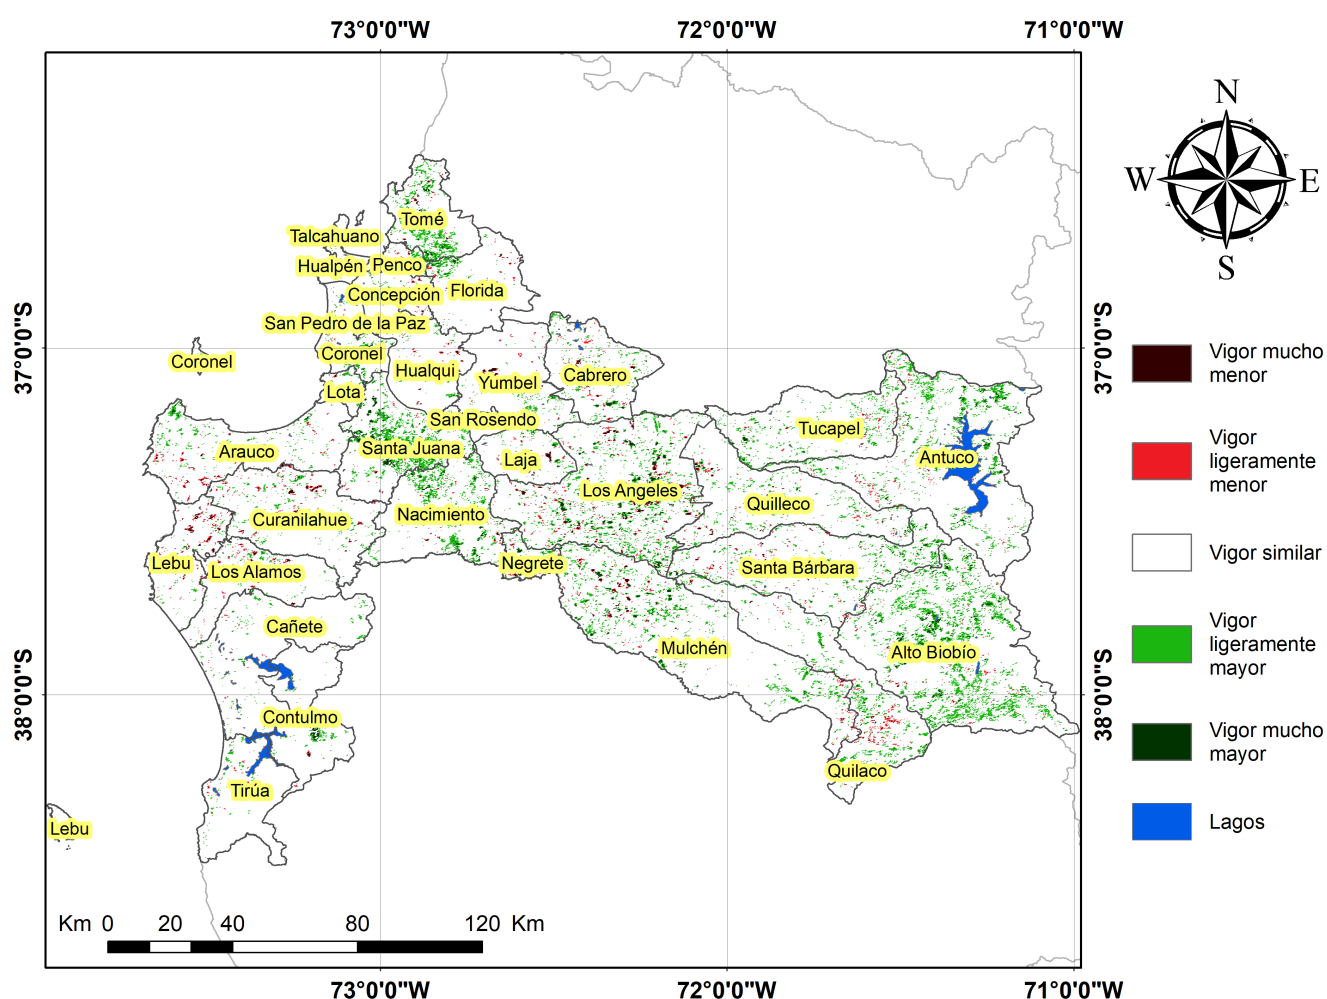 73°0'0"W
72°0'0"W
71°0'0"W
N
W
E
S
Tomé
Talcahuano
Hualpén
Penco
Concepción
Florida
San Pedro de la Paz
37°0'0"S
37°0'0"S
Coronel
Coronel
Hualqui
Yumbel
Cabrero
Lota
San Rosendo
Tucapel
Arauco
Santa Juana
Laja
Antuco
Los Angeles
Quilleco
Curanilahue
Nacimiento
Lebu
Los Alamos
Negrete
Santa Bárbara
Cañete
Mulchén
Alto Biobío
38°0'0"S
38°0'0"S
Contulmo
Quilaco
Tirúa
Lebu
Vigor mucho
menor
Vigor
ligeramente
menor
Vigor similar
Vigor
ligeramente
mayor
Vigor mucho
mayor
Lagos
Km 0 20 40 80 120 Km
73°0'0"W
72°0'0"W
71°0'0"W